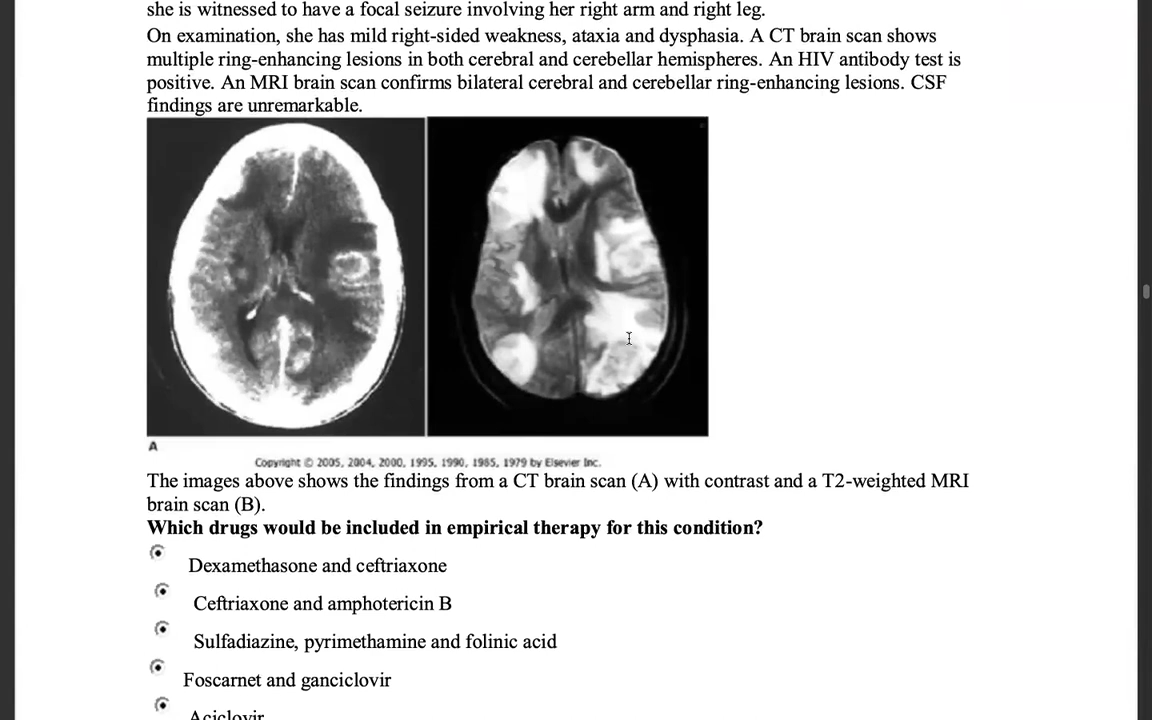 she is witnessed to have a focal seizure involving her right arm and right leg.
On examination, she has mild right-sided weakness, ataxia and dysphasia. A CT brain scan shows
multiple ring-enhancing lesions in both cerebral and cerebellar hemispheres. An HIV antibody test is
positive. An MRI brain scan confirms bilateral cerebral and cerebellar ring-enhancing lesions. CSF
findings are unremarkable.
A
Copyright © 2005, 2004, 2000, 1995, 1990, 1985, 1979 by Elsevier Inc.
The images above shows the findings from a CT brain scan (A) with contrast and a T2-weighted MRI
brain scan (B).
Which drugs would be included in empirical therapy for this condition?
Dexamethasone and ceftriaxone
Ceftriaxone and amphotericin B
Sulfadiazine, pyrimethamine and folinic acid
Foscarnet and ganciclovir
Aciclovir